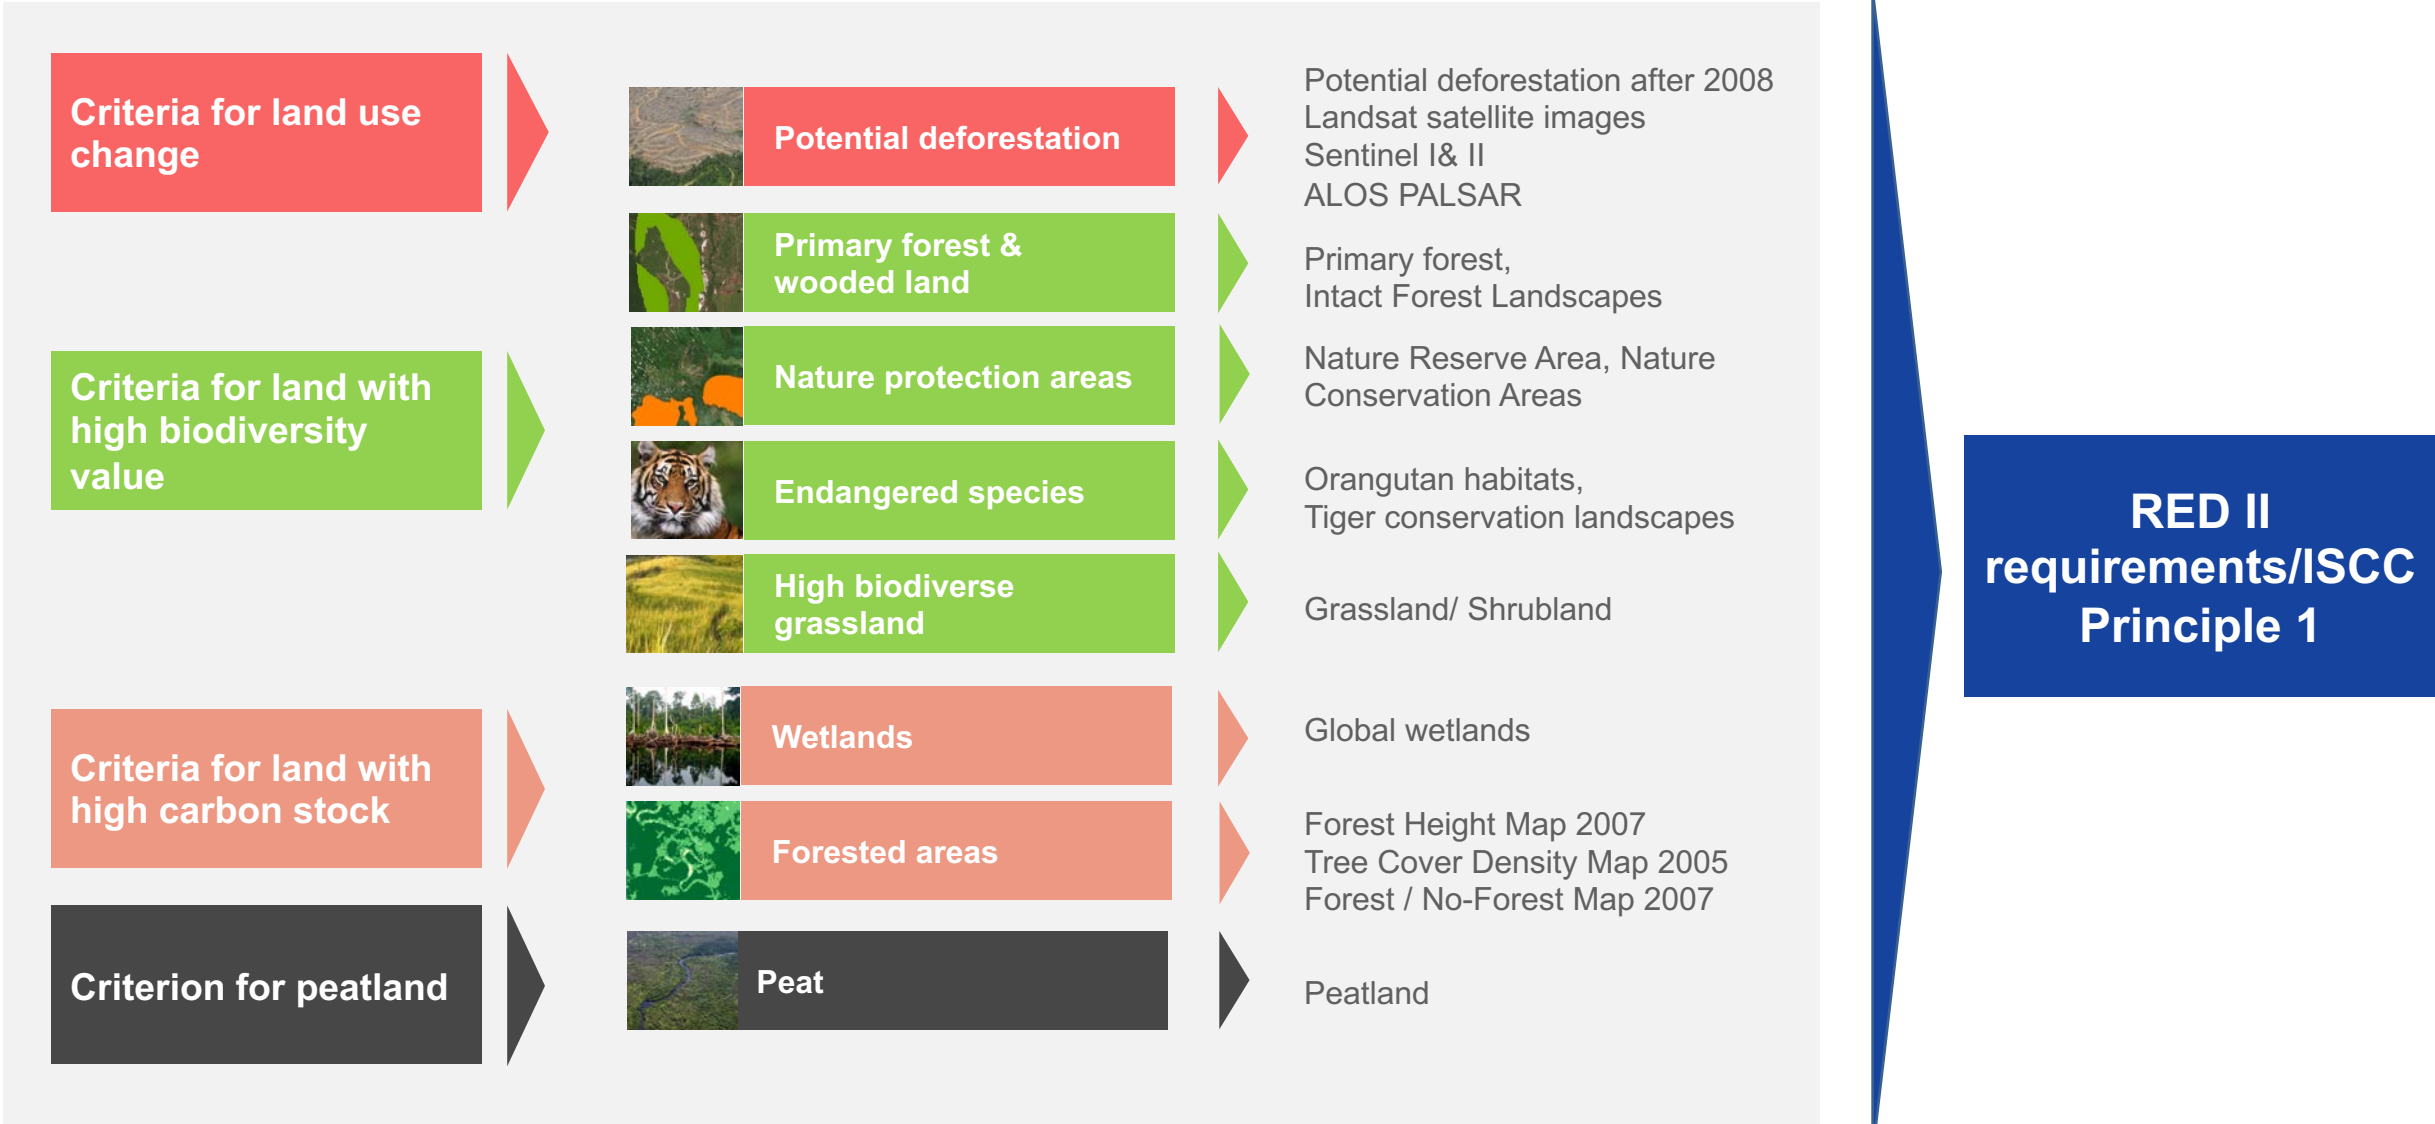 Criteria for land use
change
Potential deforestation
Potential deforestation after 2008
Landsat satellite images
Sentinel I& II
ALOS PALSAR
Criteria for land with
high biodiversity
value
Primary forest &
wooded land
Primary forest,
Intact Forest Landscapes
Nature protection areas
Nature Reserve Area, Nature
Conservation Areas
Endangered species
Orangutan habitats,
Tiger conservation landscapes
High biodiverse
grassland
Grassland/ Shrubland
Criteria for land with
high carbon stock
Wetlands
Global wetlands
Forested areas
Forest Height Map 2007
Tree Cover Density Map 2005
Forest / No-Forest Map 2007
Criterion for peatland
Peat
Peatland
RED II
requirements/ISCC
Principle 1